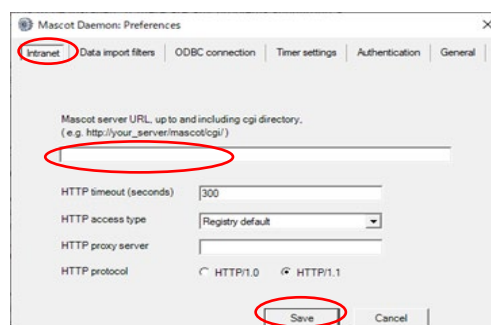 Mascot Daemon: Preferences
Intranet Data import filters ODBC connection Timer settings Authentication General
Mascot server URL, up to and including cgi directory,
(e.g. http://your_server/mascot/cgi/)
HTTP timeout (seconds) 300
HTTP access type Registry default
HTTP proxy server
HTTP protocol HTTP/1.0 HTTP/1.1
Save Cancel